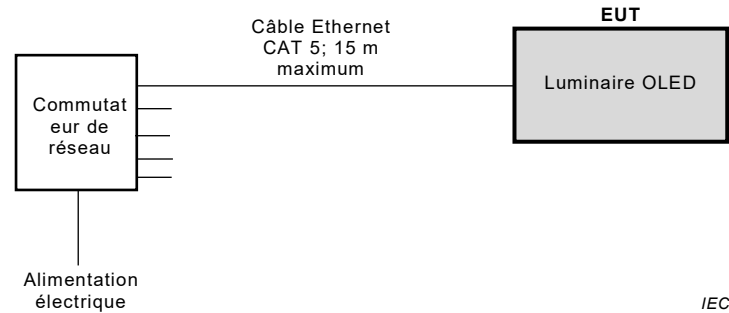 EUT
Câble Ethernet
CAT 5; 15 m
maximum
Luminaire OLED
Commutat
eur de
réseau
Alimentation
électrique
IEC